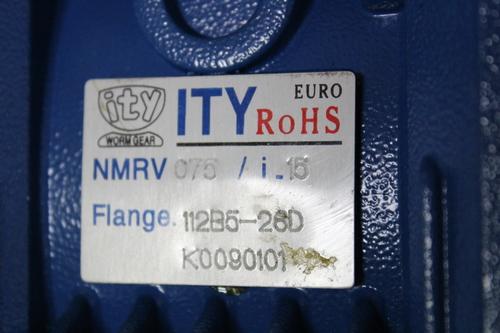 ity
WORM GEAR
ITY
EURO
RoHS
NMRV 075 / i. 15
Flange. 112B5-28D
K0090101